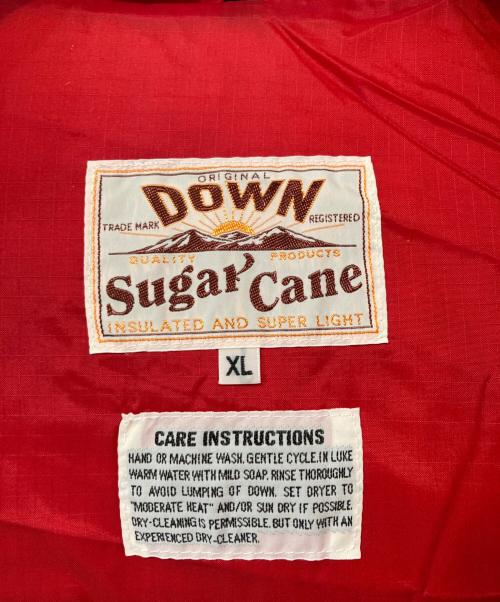 ORIGINAL
DOWN
TRADE MARK REGISTERED
QUALITY PRODUCTS
Sugar Cane
INSULATED AND SUPER LIGHT
XL
CARE INSTRUCTIONS
HAND OR MACHINE WASH. GENTLE CYCLE. IN LUKE
WARM WATER WITH MILD SOAP. RINSE THOROUGHLY
TO AVOID LUMPING OF DOWN. SET DRYER TO
"MODERATE HEAT" AND/OR SUN DRY IF POSSIBLE.
DRY-CLEANING IS PERMISSIBLE. BUT ONLY WITH AN
EXPERIENCED DRY-CLEANER.